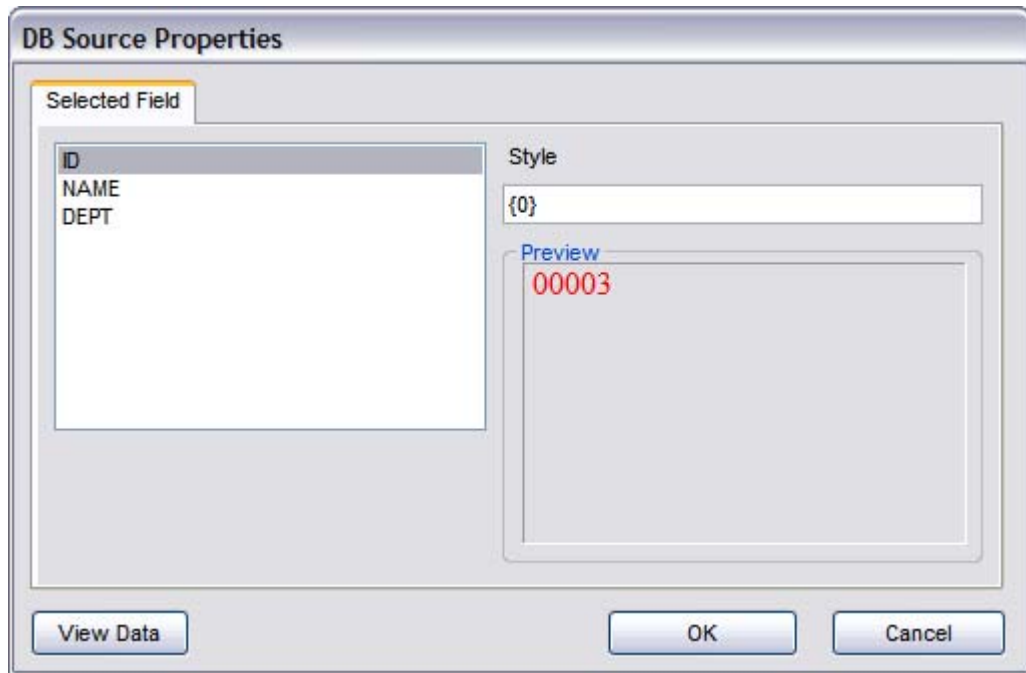 DB Source Properties
Selected Field
ID
NAME
DEPT
Style
{0}
Preview
00003
View Data
OK
Cancel